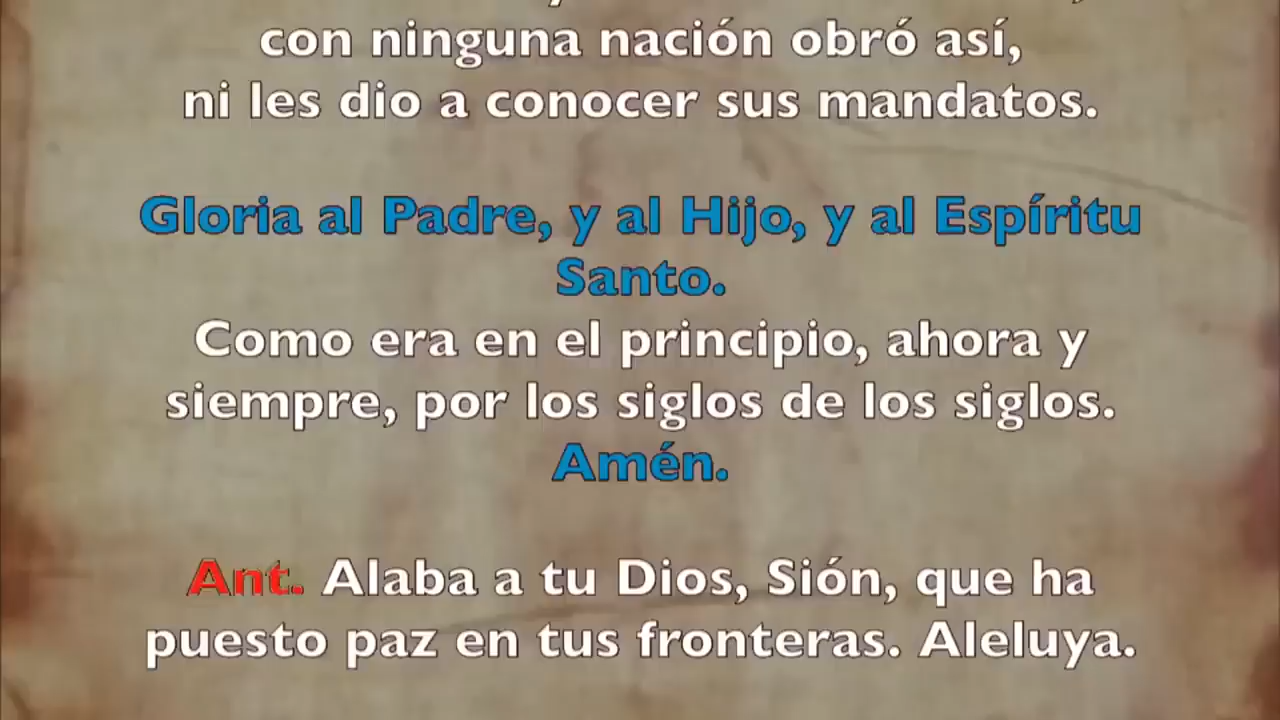 con ninguna nación obró así,
ni les dio a conocer sus mandatos.
Gloria al Padre, y al Hijo, y al Espíritu
Santo.
Como era en el principio, ahora y
siempre, por los siglos de los siglos.
Amén.
Ant. Alaba a tu Dios, Sión, que ha
puesto paz en tus fronteras. Aleluya.